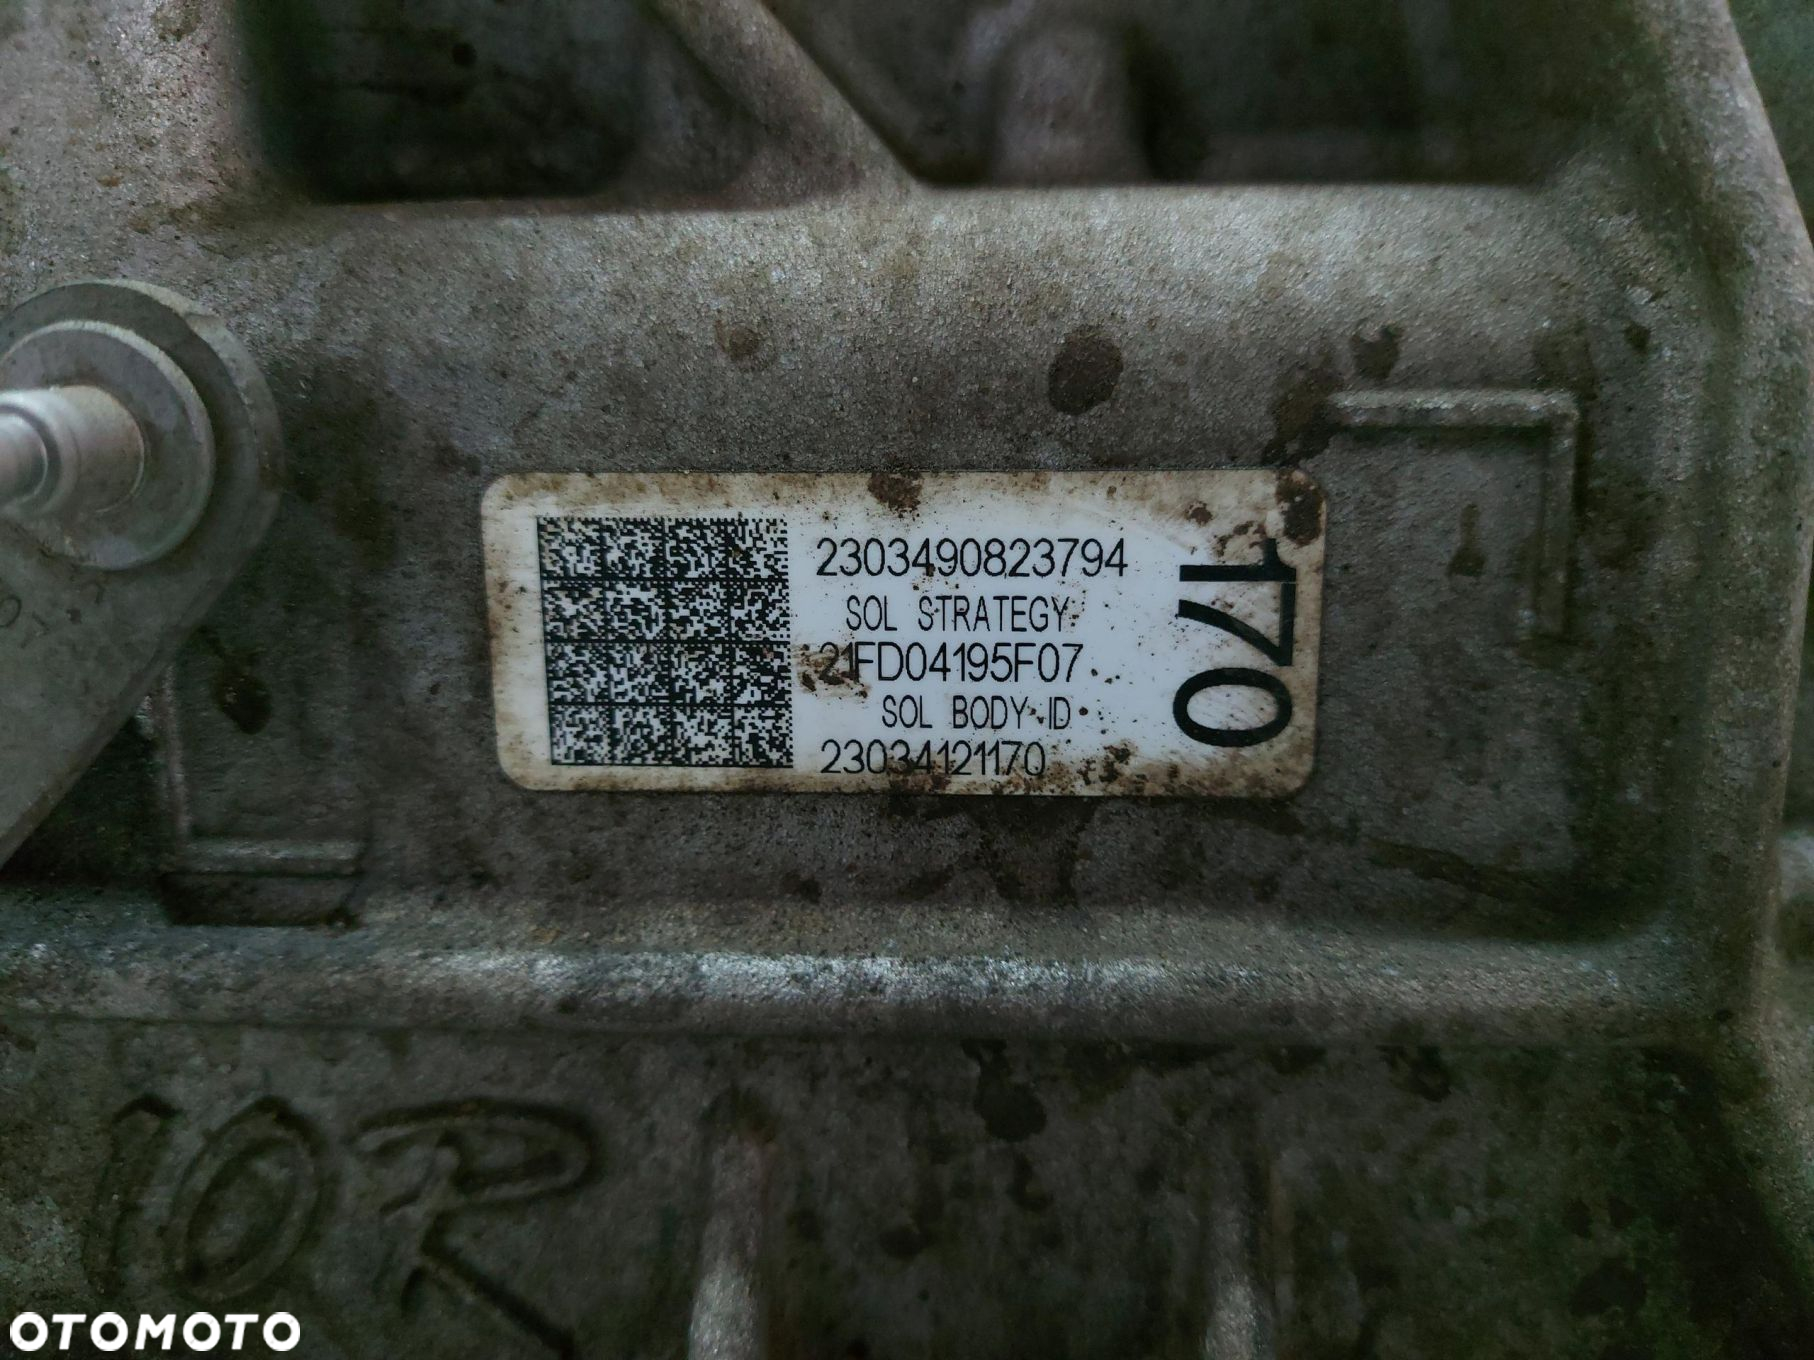 2303490823794
SOL STRATEGY
21FD04195F07
SOL BODY ID
23034121170
170
10R
OTOMOTO